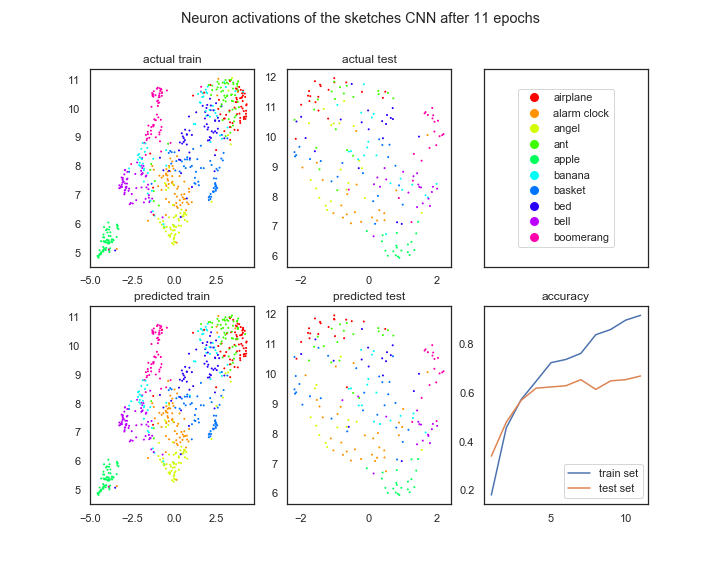 Neuron activations of the sketches CNN after 11 epochs
actual train
11
10
9
8
7
6
5
−5.0
−2.5
0.0
2.5
actual test
12
11
10
9
8
7
6
−2
0
2
airplane
alarm clock
angel
ant
apple
banana
basket
bed
bell
boomerang
predicted train
11
10
9
8
7
6
5
−5.0
−2.5
0.0
2.5
predicted test
12
11
10
9
8
7
6
−2
0
2
accuracy
0.8
0.6
0.4
0.2
train set
test set
5
10